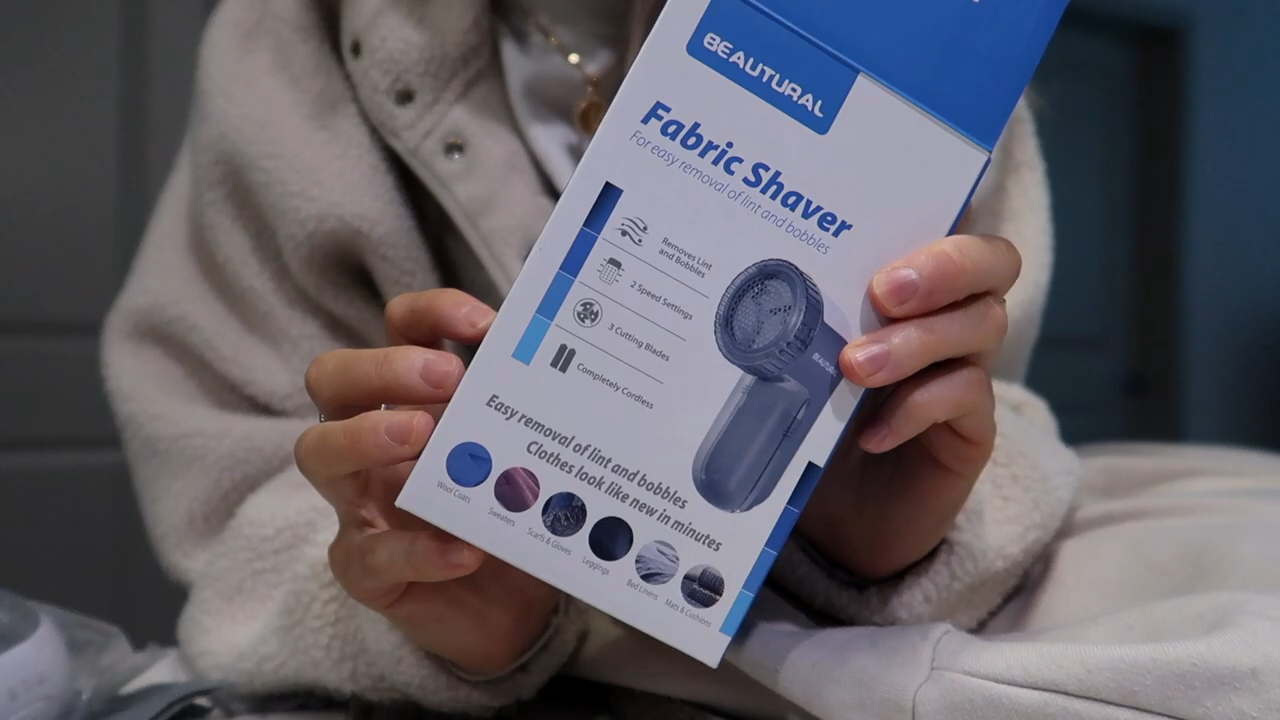 BEAUTURAL
Fabric Shaver
For easy removal of lint and bobbles
Removes Lint
and Bobbles
2 Speed Settings
3 Cutting Blades
Completely Cordless
BEAUTURAL
Easy removal of lint and bobbles
Clothes look like new in minutes
Wool Coats
Sweaters
Scarfs & Gloves
Leggings
Bed Linens
Mats & Cushions